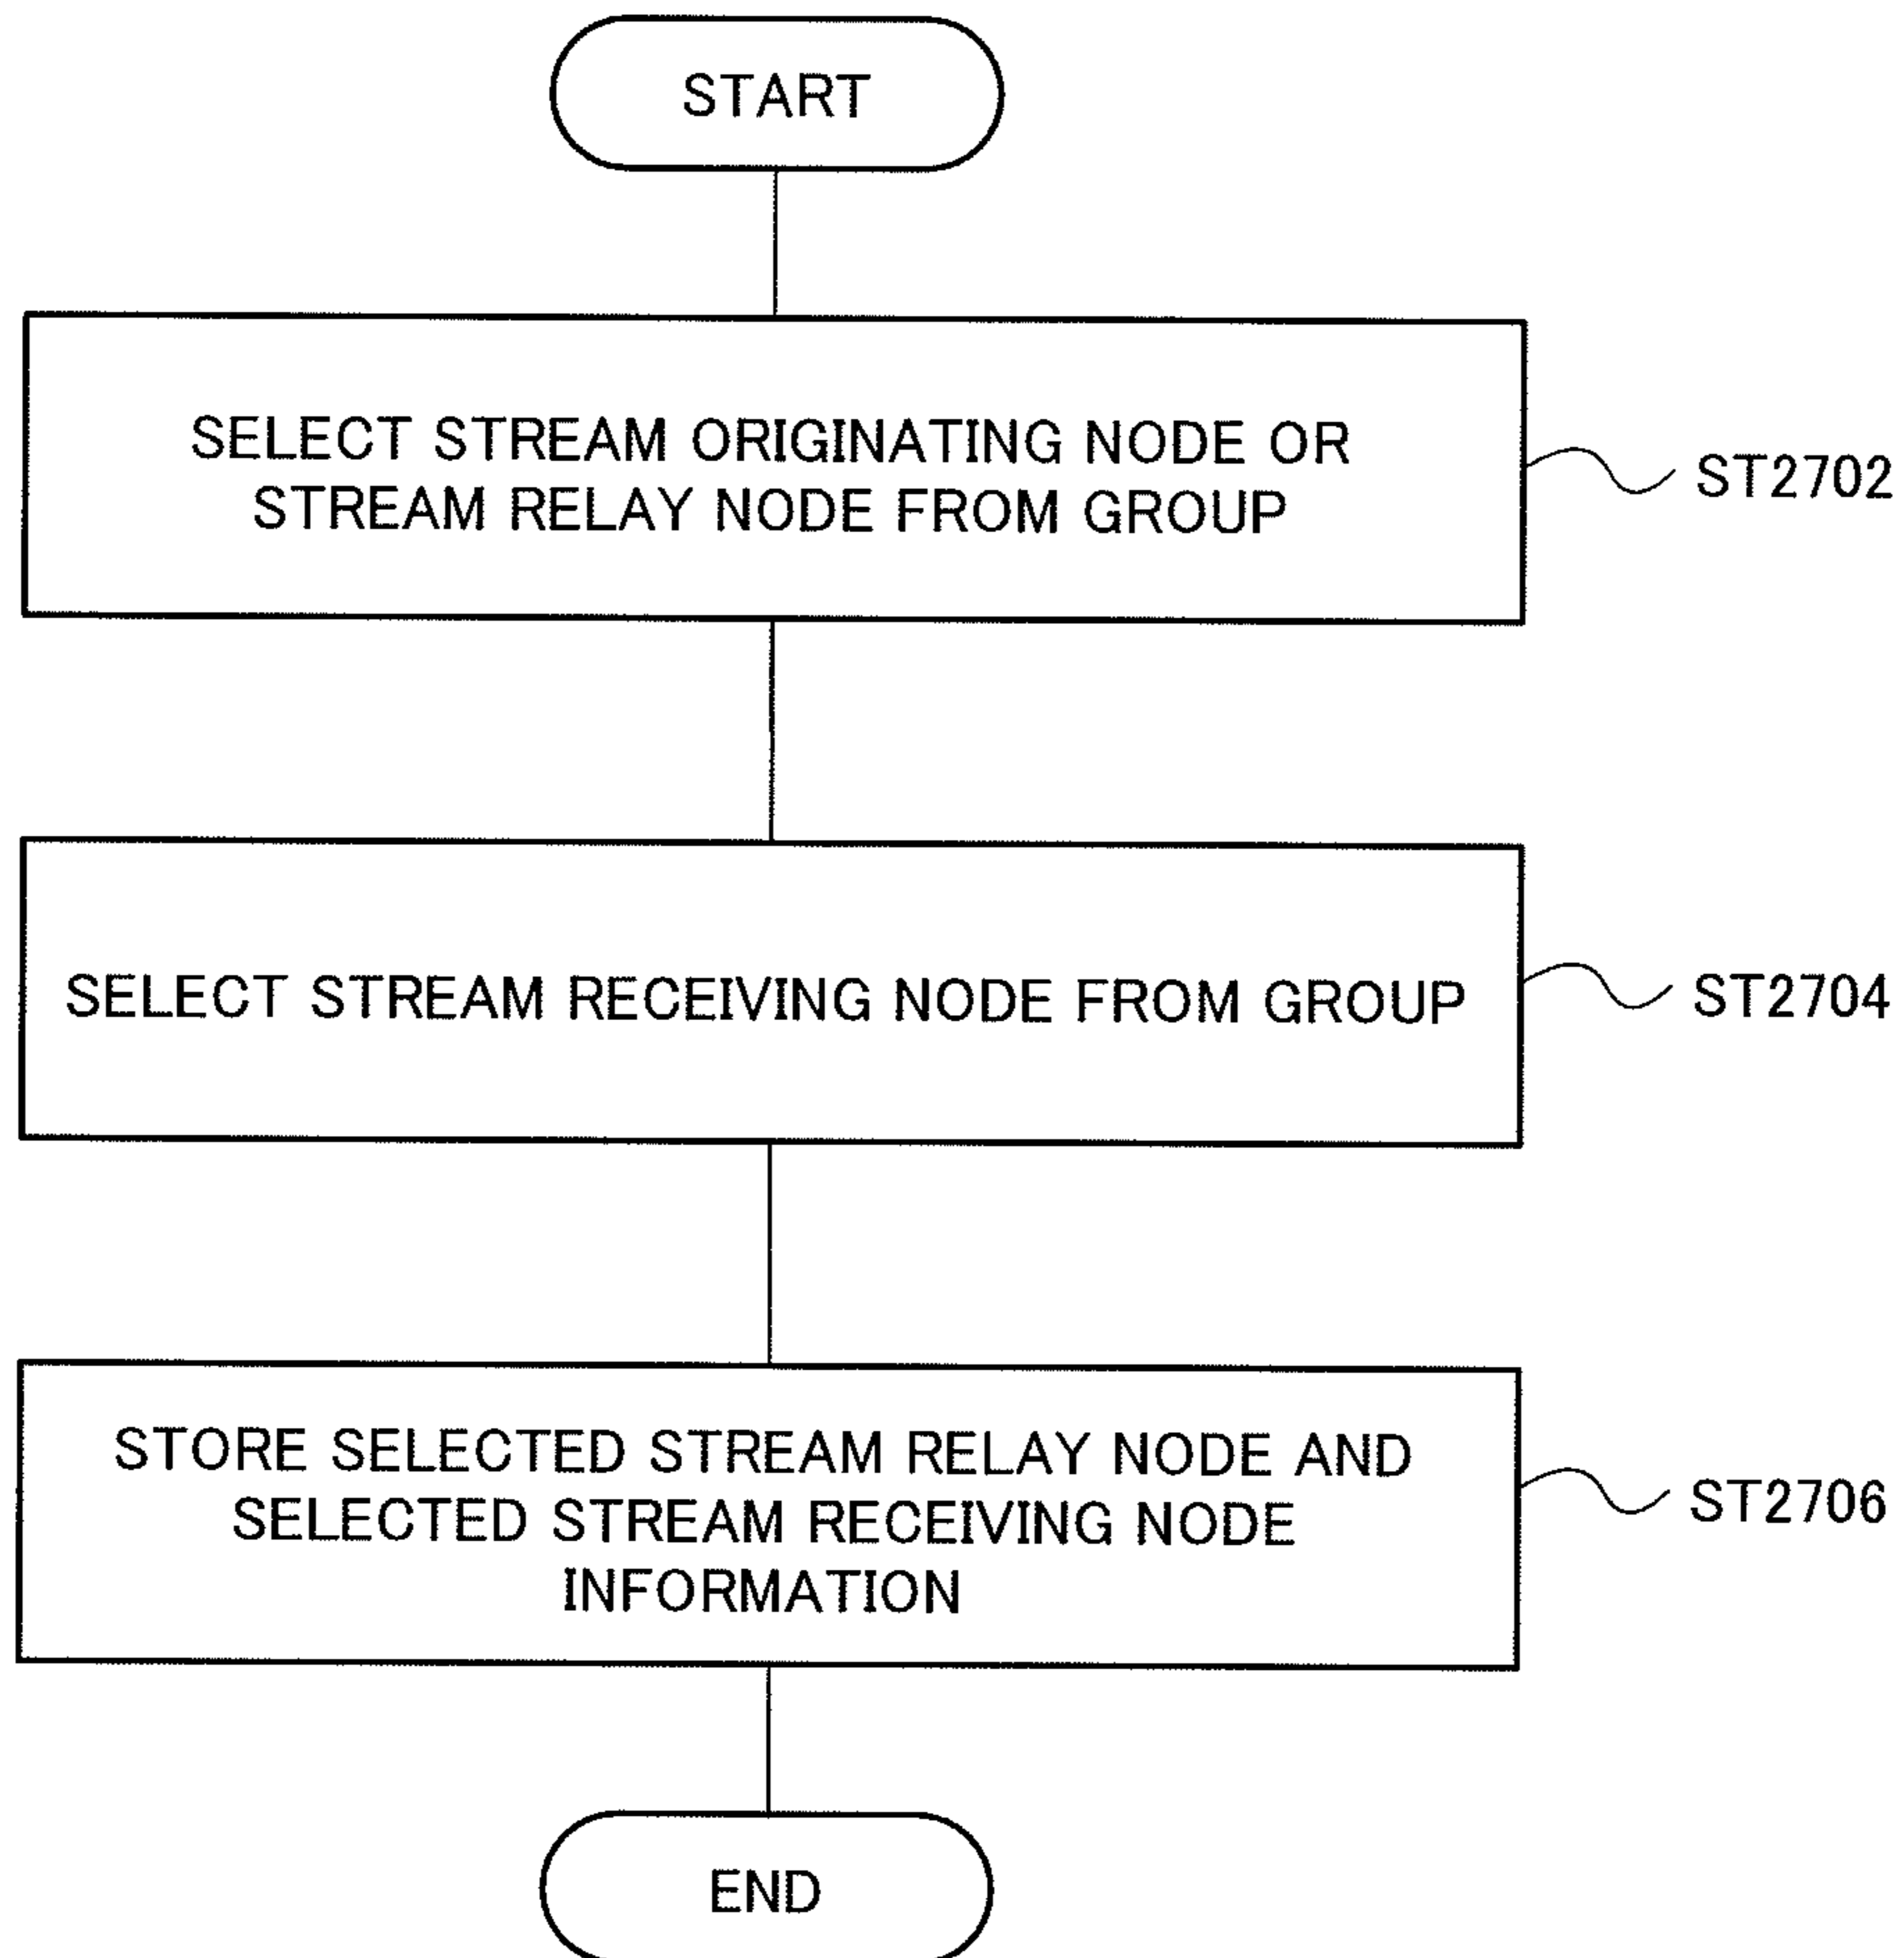 START
SELECT STREAM ORIGINATING NODE OR
STREAM RELAY NODE FROM GROUP
ST2702
SELECT STREAM RECEIVING NODE FROM GROUP
ST2704
STORE SELECTED STREAM RELAY NODE AND
SELECTED STREAM RECEIVING NODE
INFORMATION
ST2706
END